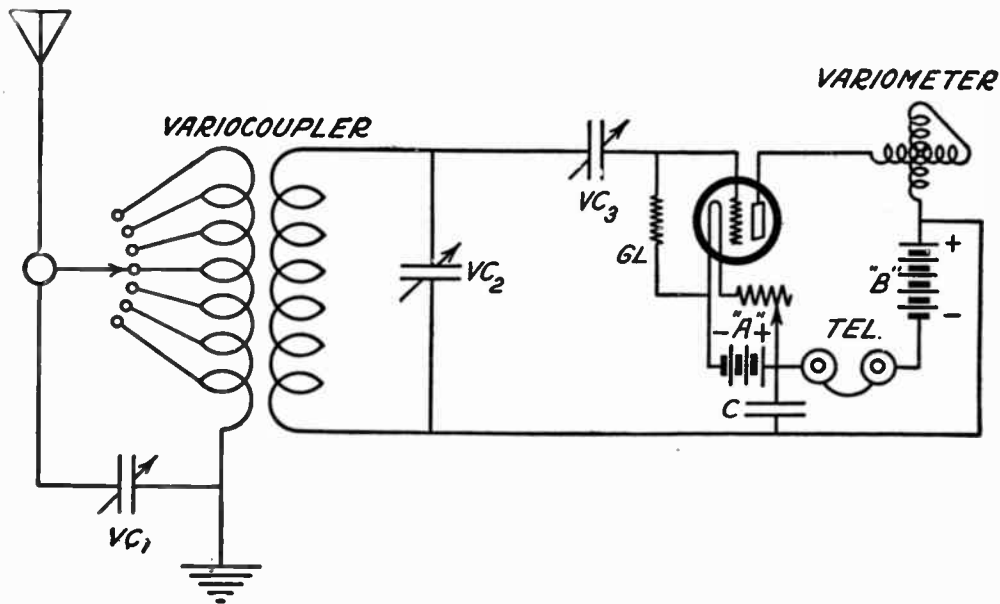 VARIOMETER
VARIOCOUPLER
VC3
GL
VC2
"B"
+
-
- "A" +
TEL.
C
VC1